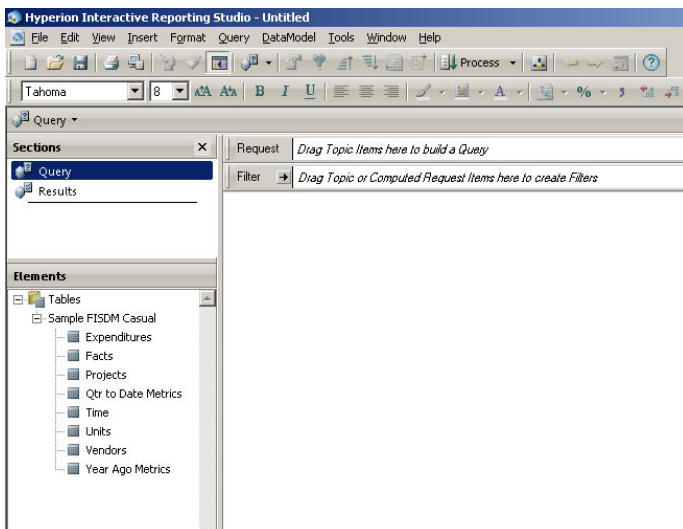 Hyperion Interactive Reporting Studio - Untitled
File Edit View Insert Format Query DataModel Tools Window Help
Process
Tahoma 8 B I U A %
Query
Sections
Request Drag Topic Items here to build a Query
Query
Filter Drag Topic or Computed Request Items here to create Filters
Results
Elements
Tables
Sample FISDM Casual
Expenditures
Facts
Projects
Qtr to Date Metrics
Time
Units
Vendors
Year Ago Metrics